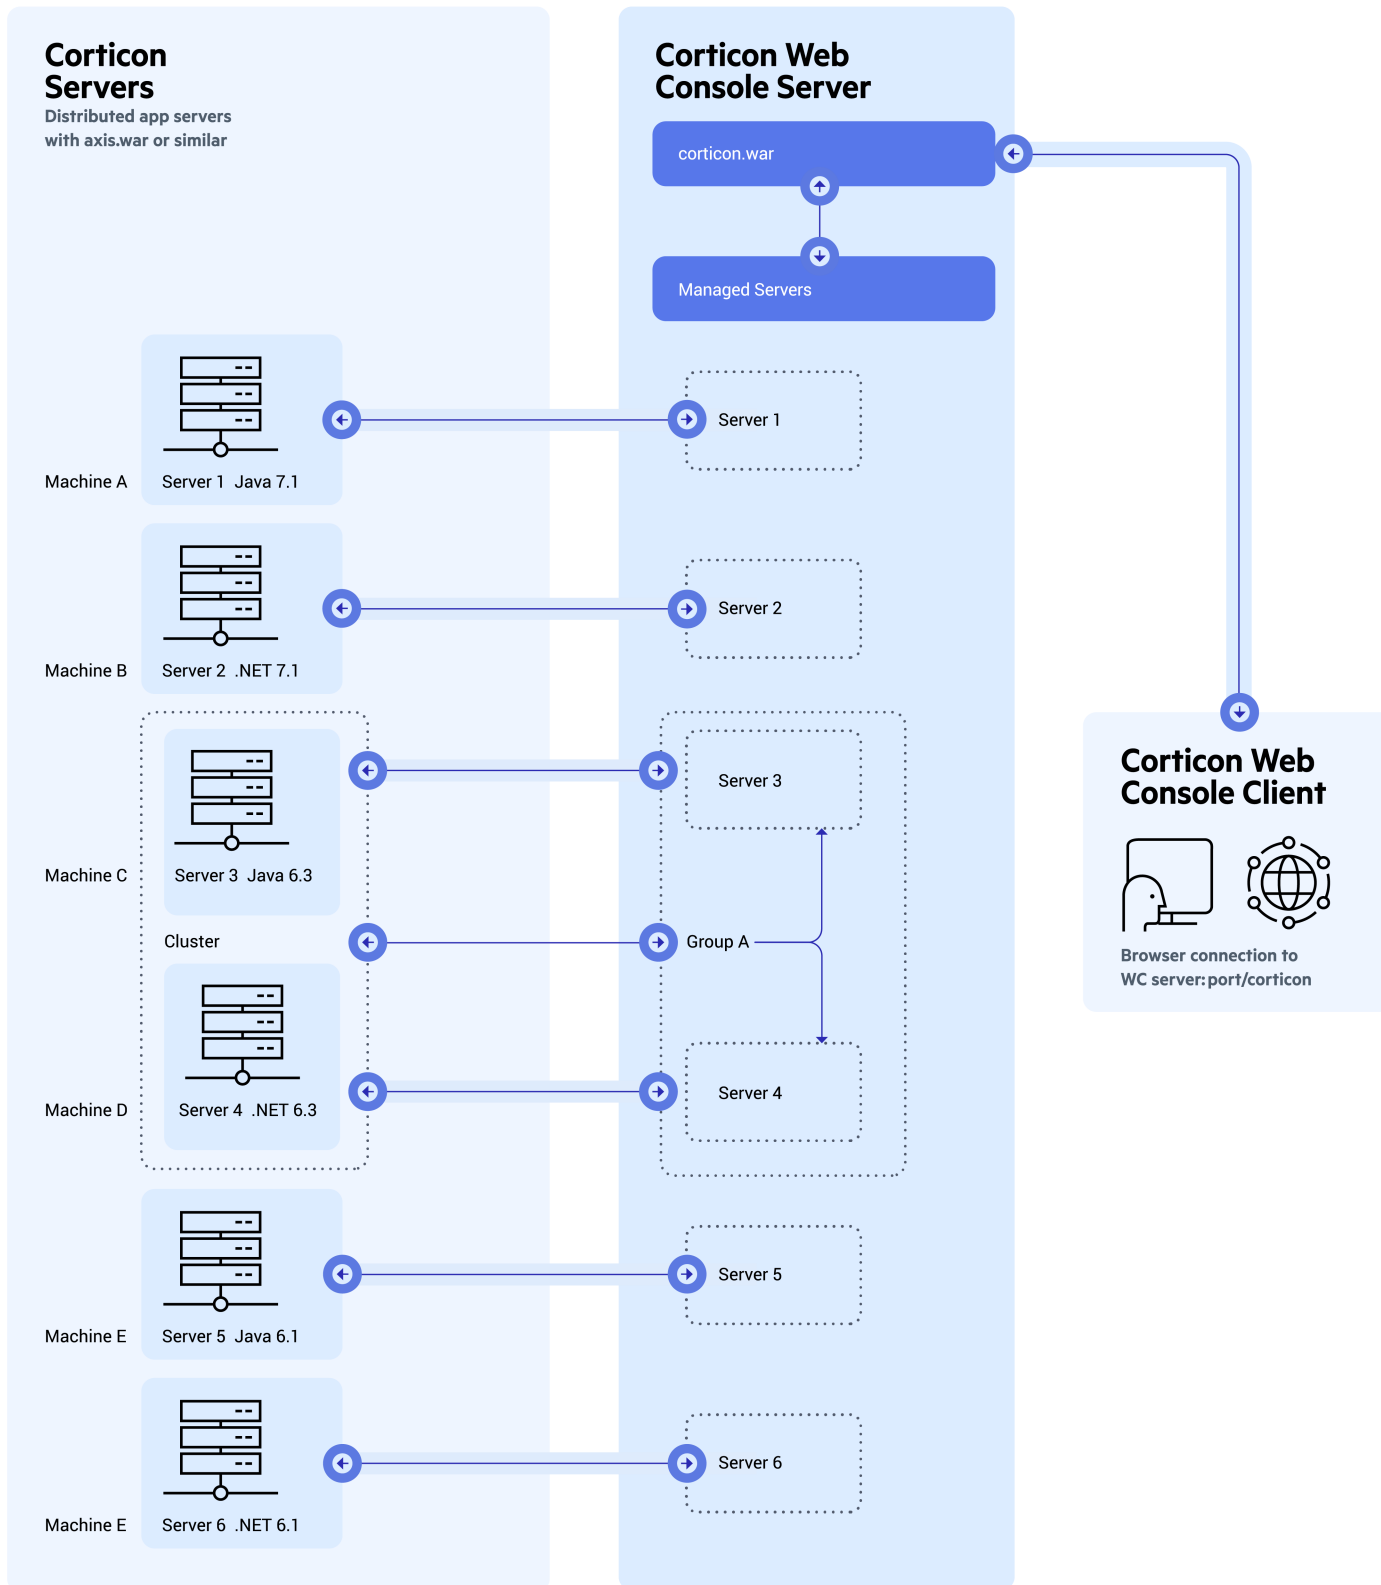 Corticon
Servers
Distributed app servers
with axis.war or similar
Machine A
Server 1 Java 7.1
Machine B
Server 2 .NET 7.1
Machine C
Server 3 Java 6.3
Cluster
Machine D
Server 4 .NET 6.3
Machine E
Server 5 Java 6.1
Machine E
Server 6 .NET 6.1
Corticon Web
Console Server
corticon.war
Managed Servers
Server 1
Server 2
Server 3
Group A
Server 4
Server 5
Server 6
Corticon Web
Console Client
Browser connection to
WC server:port/corticon